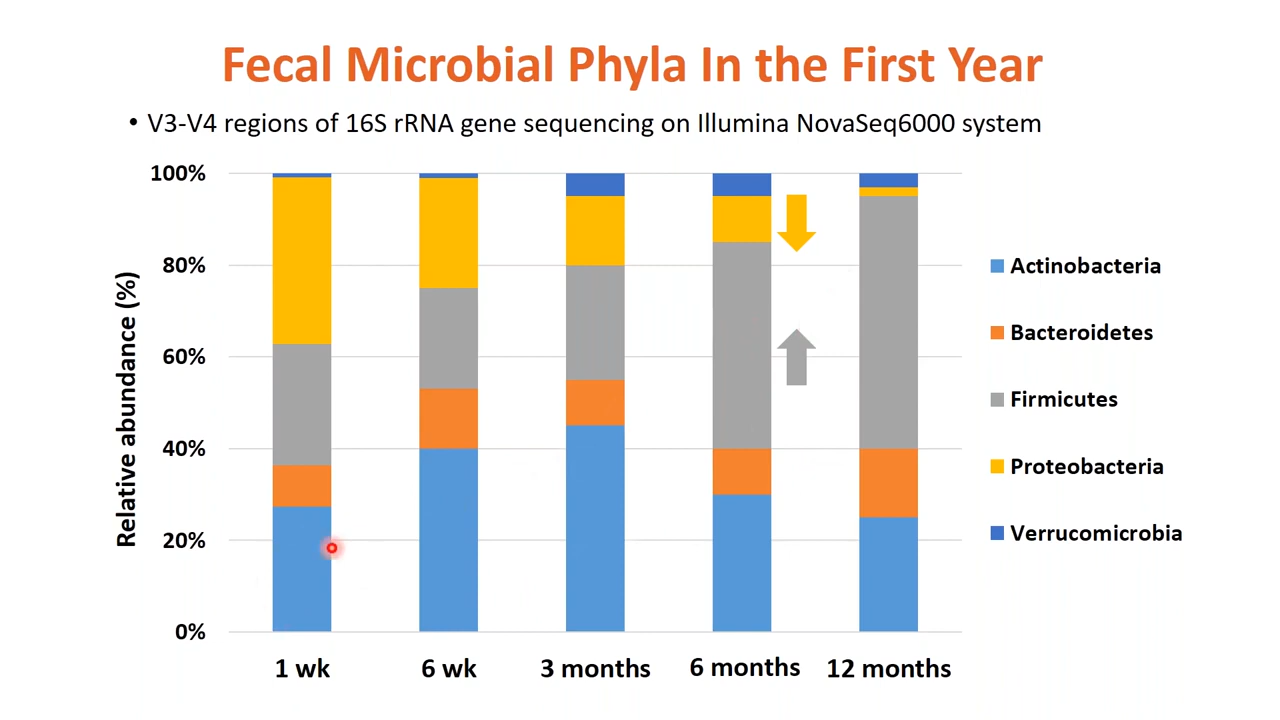 Fecal Microbial Phyla In the First Year
• V3-V4 regions of 16S rRNA gene sequencing on Illumina NovaSeq6000 system
100%
80%
60%
40%
20%
0%
Relative abundance (%)
1 wk
6 wk
3 months
6 months
12 months
Actinobacteria
Bacteroidetes
Firmicutes
Proteobacteria
Verrucomicrobia